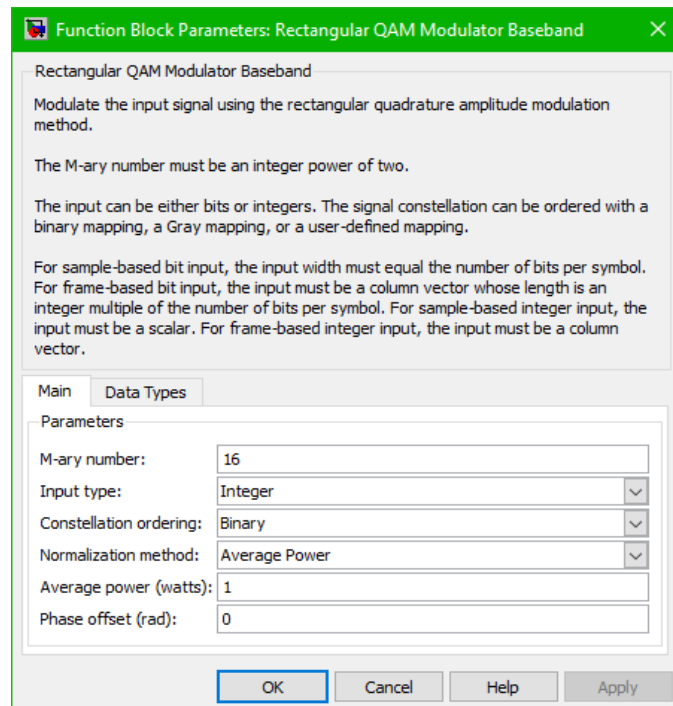 Function Block Parameters: Rectangular QAM Modulator Baseband
Rectangular QAM Modulator Baseband
Modulate the input signal using the rectangular quadrature amplitude modulation
method.
The M-ary number must be an integer power of two.
The input can be either bits or integers. The signal constellation can be ordered with a
binary mapping, a Gray mapping, or a user-defined mapping.
For sample-based bit input, the input width must equal the number of bits per symbol.
For frame-based bit input, the input must be a column vector whose length is an
integer multiple of the number of bits per symbol. For sample-based integer input, the
input must be a scalar. For frame-based integer input, the input must be a column
vector.
Main Data Types
Parameters
M-ary number: 16
Input type: Integer
Constellation ordering: Binary
Normalization method: Average Power
Average power (watts): 1
Phase offset (rad): 0
OK Cancel Help Apply